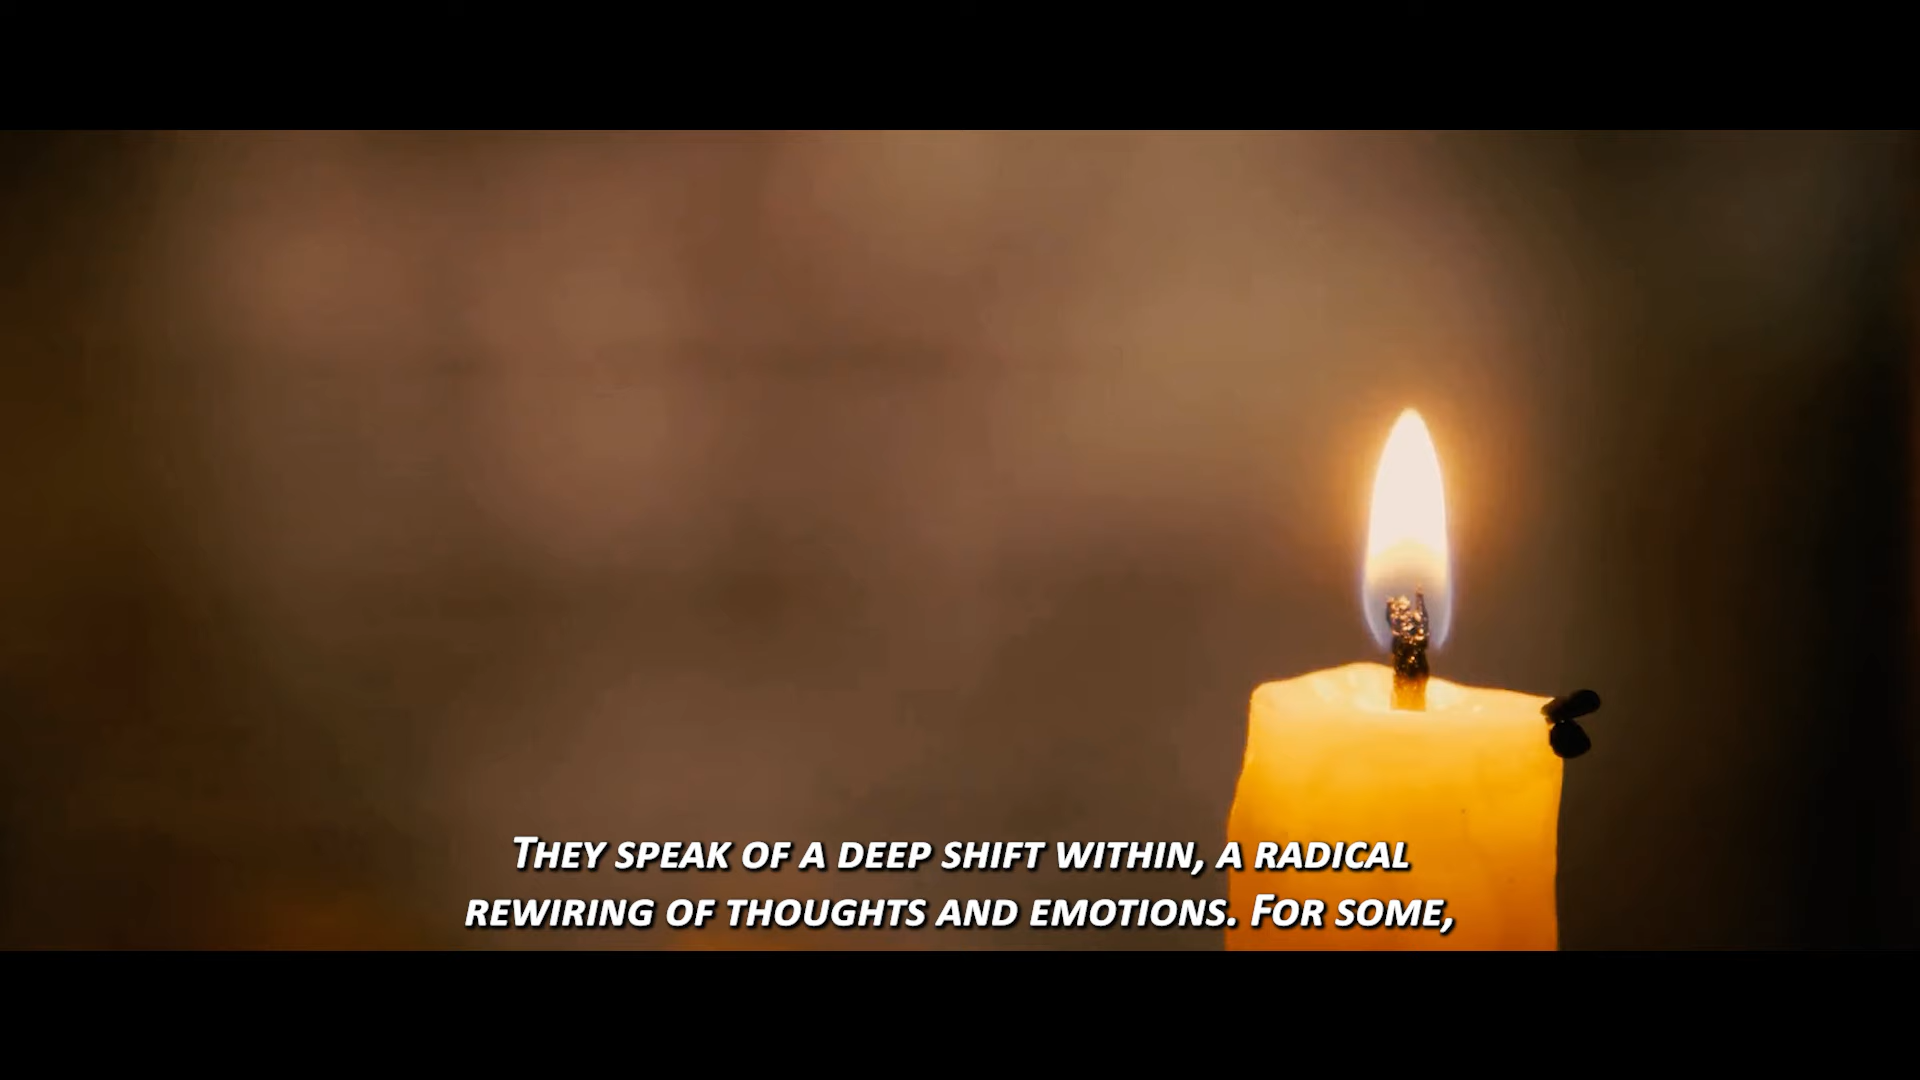 They speak of a deep shift within, a radical
rewiring of thoughts and emotions. For some,